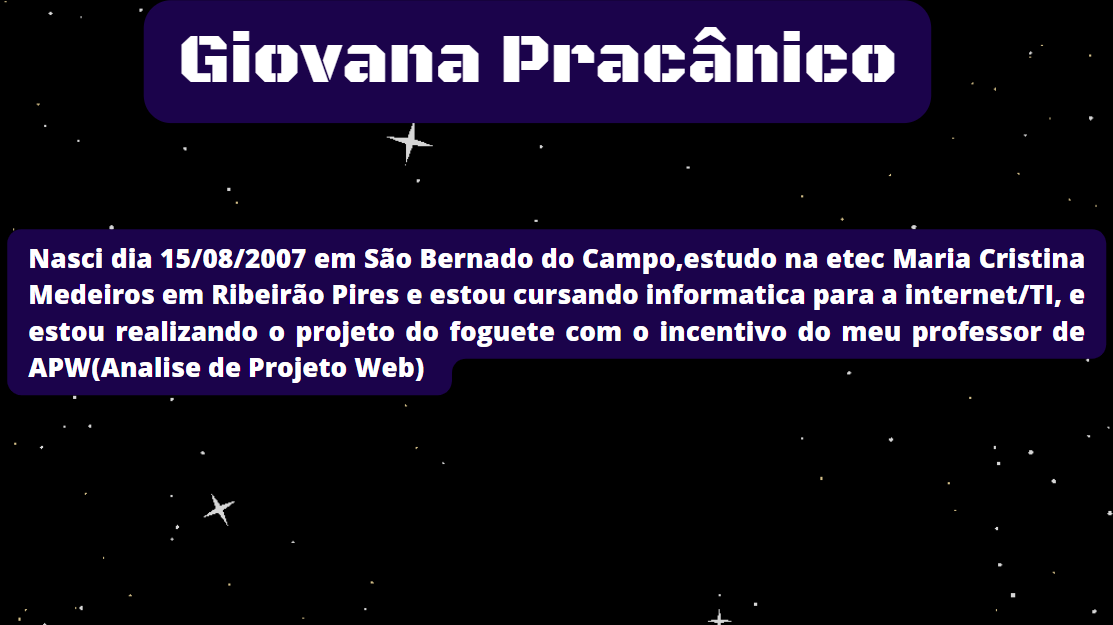 Giovana Pracânico
Nasci dia 15/08/2007 em São Bernado do Campo,estudo na etec Maria Cristina
Medeiros em Ribeirão Pires e estou cursando informatica para a internet/TI, e
estou realizando o projeto do foguete com o incentivo do meu professor de
APW(Analise de Projeto Web)